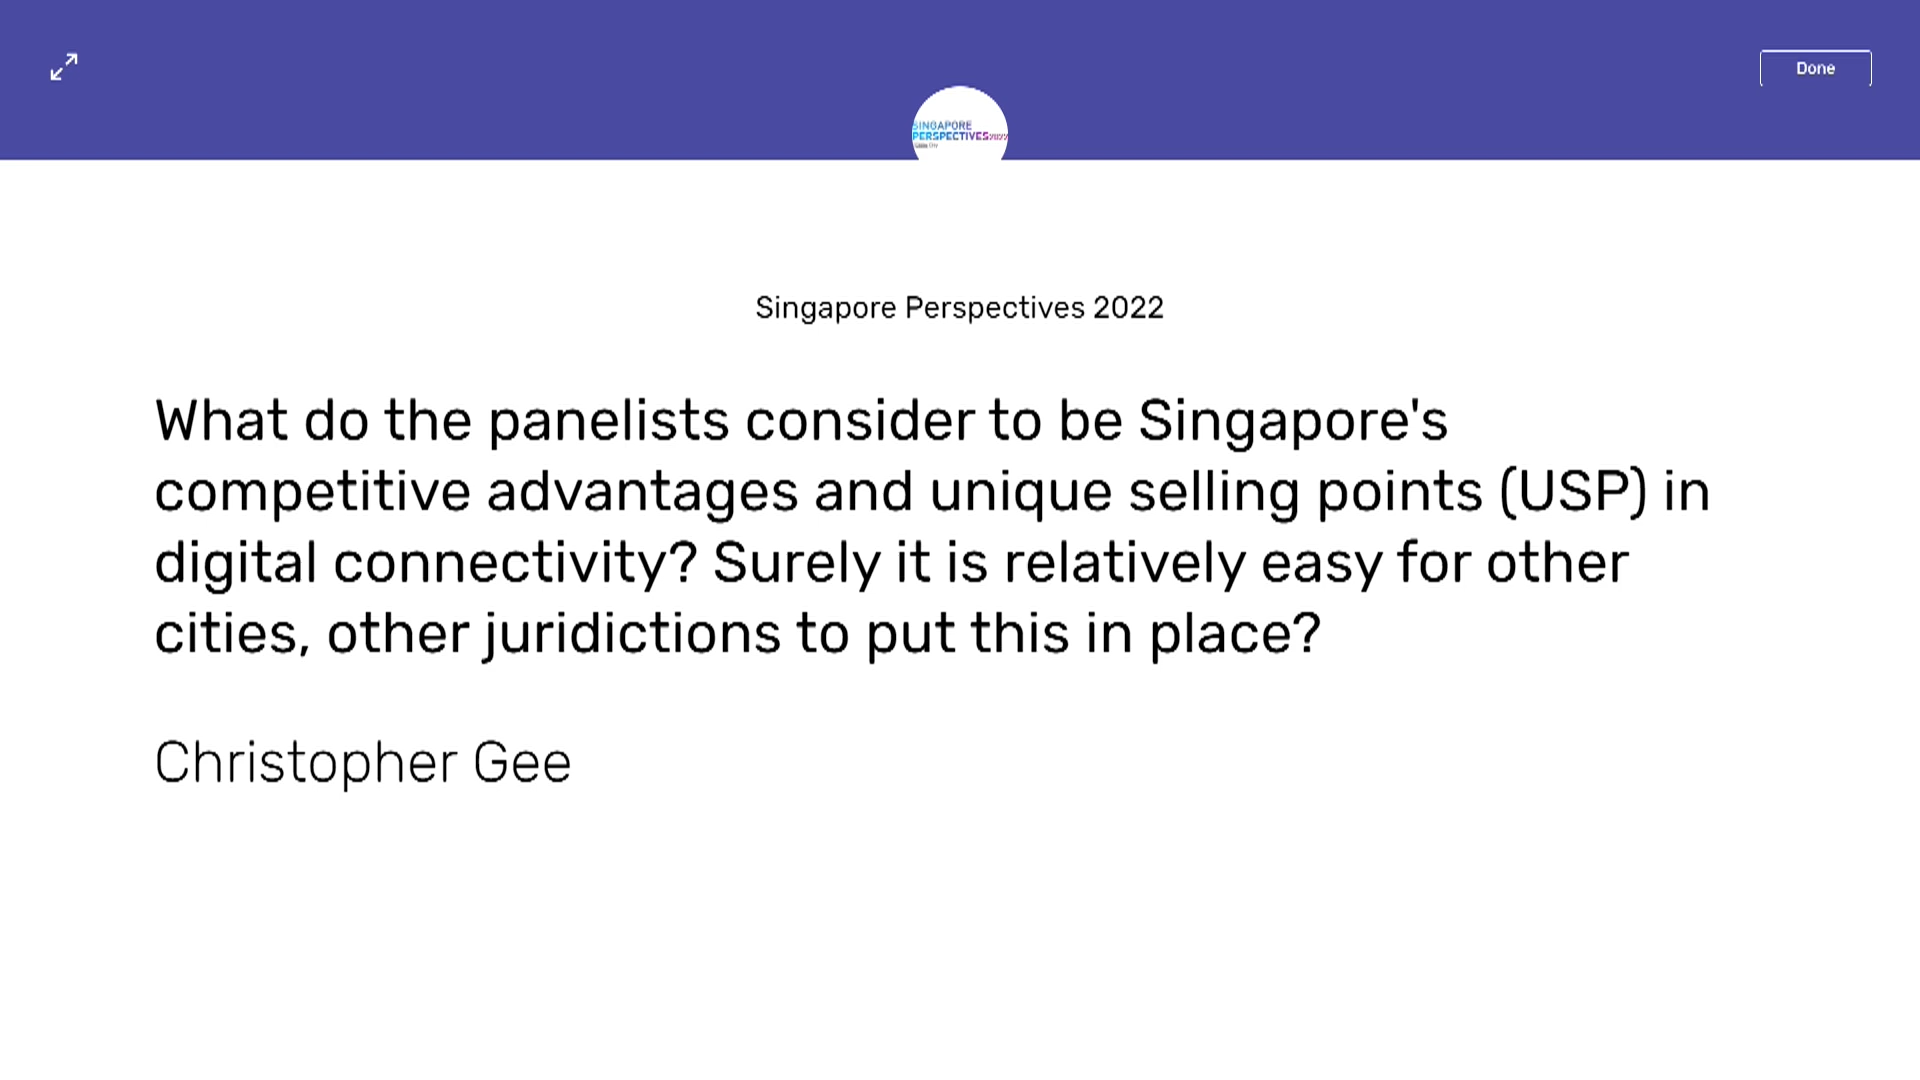 Done
SINGAPORE
PERSPECTIVES2022
Singapore Perspectives 2022
What do the panelists consider to be Singapore's
competitive advantages and unique selling points (USP) in
digital connectivity? Surely it is relatively easy for other
cities, other juridictions to put this in place?
Christopher Gee